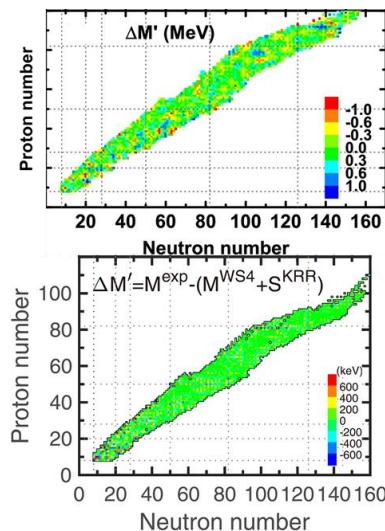 ΔM' (MeV)
Proton number
-1.0
-0.6
-0.3
0.0
0.3
0.6
1.0
20 40 60 80 100 120 140 160
Neutron number
ΔM'=M^exp-(M^WS4+S^KRR)
Proton number
100
80
60
40
20
0
(keV)
600
400
200
0
-200
-400
-600
0 20 40 60 80 100 120 140 160
Neutron number